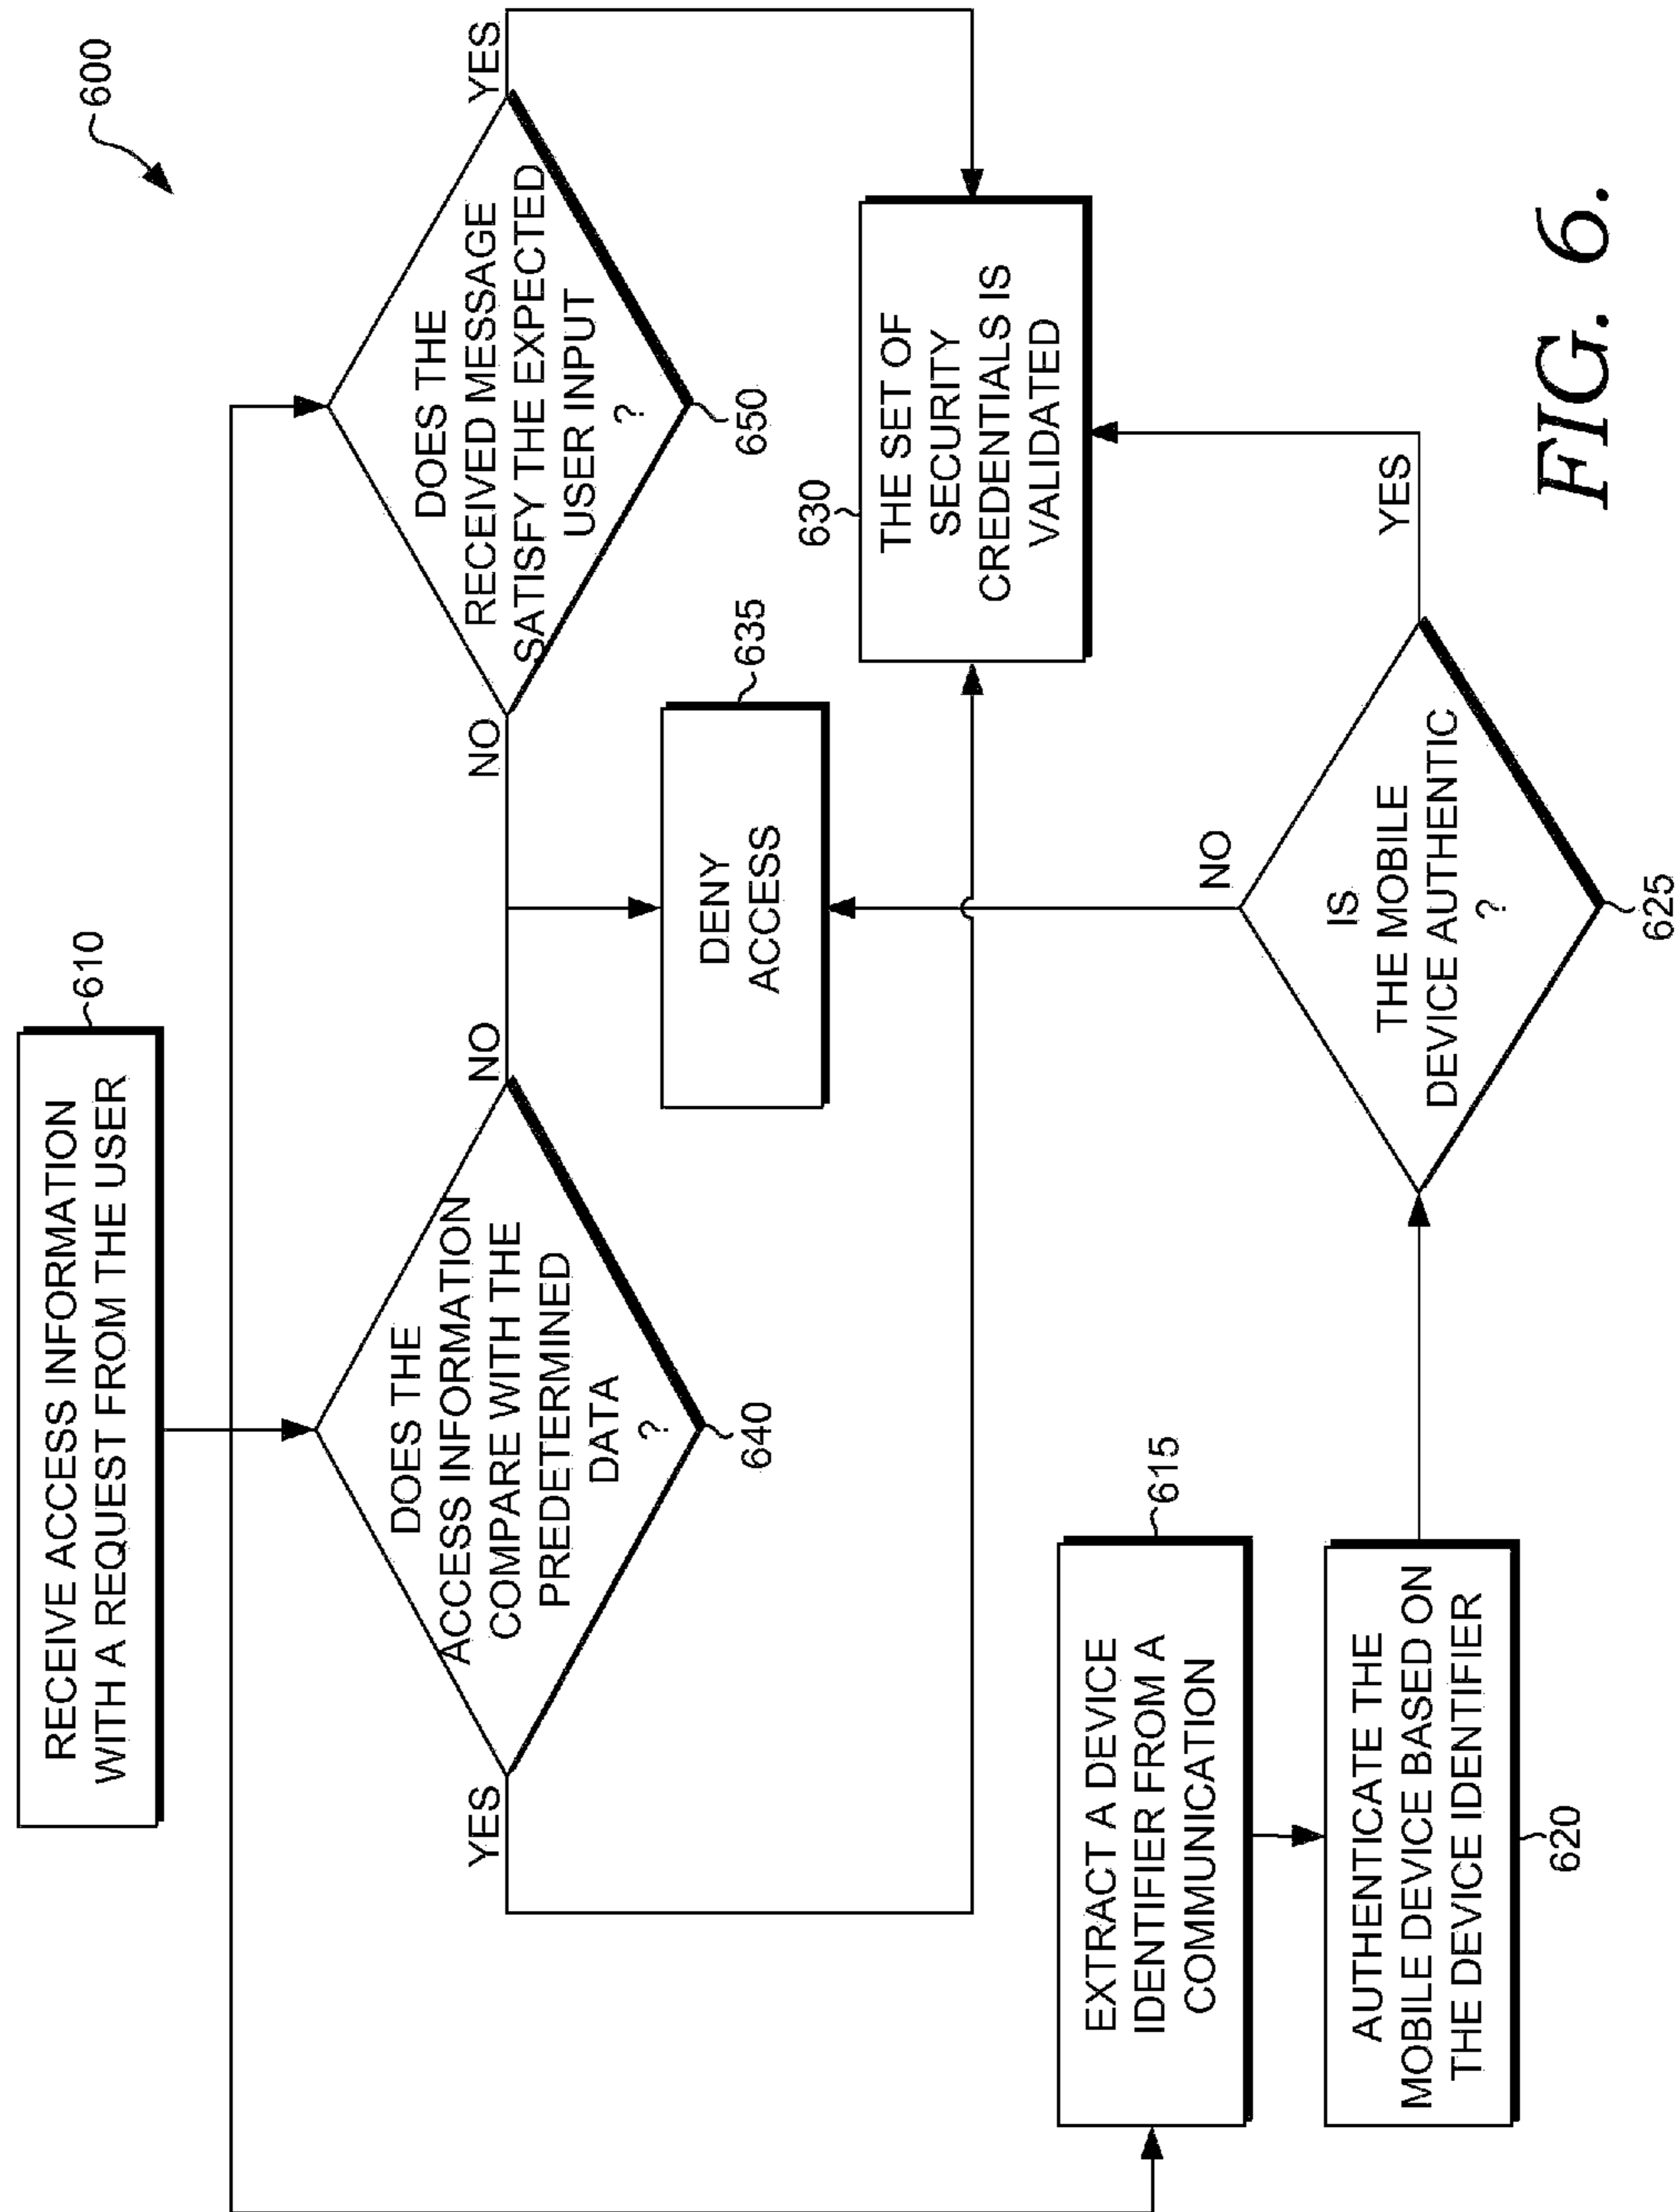 600
RECEIVE ACCESS INFORMATION
WITH A REQUEST FROM THE USER
610
DOES THE
ACCESS INFORMATION
COMPARE WITH THE
PREDETERMINED
DATA
?
YES
NO
640
DOES THE
RECEIVED MESSAGE
SATISFY THE EXPECTED
USER INPUT
?
NO
YES
650
DENY
ACCESS
635
630
THE SET OF
SECURITY
CREDENTIALS IS
VALIDATED
EXTRACT A DEVICE
IDENTIFIER FROM A
COMMUNICATION
615
AUTHENTICATE THE
MOBILE DEVICE BASED ON
THE DEVICE IDENTIFIER
620
IS
THE MOBILE
DEVICE AUTHENTIC
?
NO
YES
625
FIG. 6.